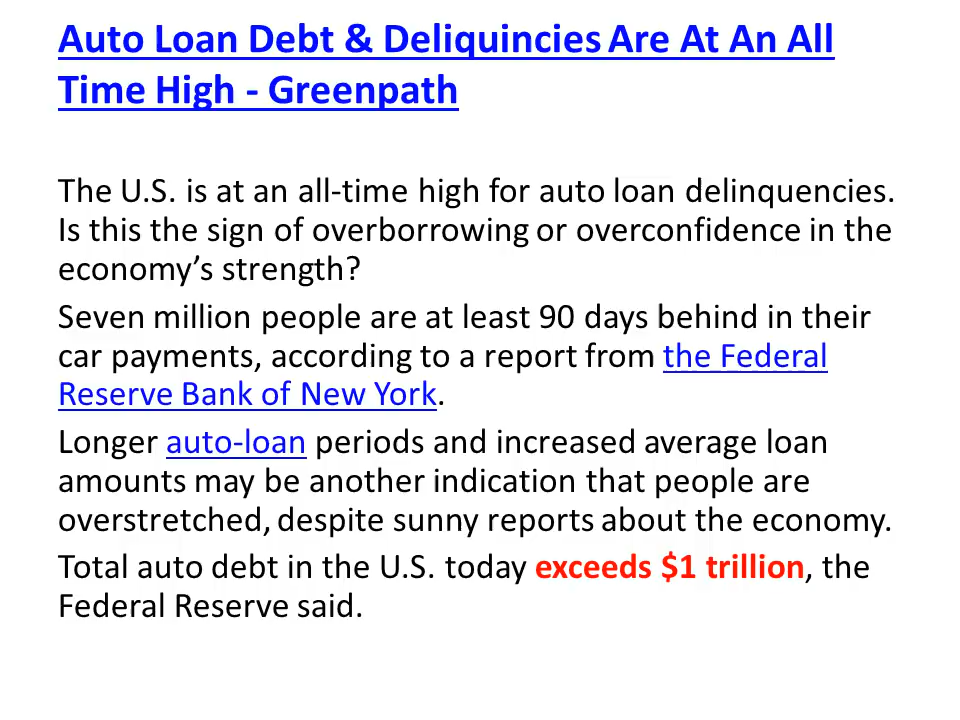 Auto Loan Debt & Deliquincies Are At An All
Time High - Greenpath
The U.S. is at an all-time high for auto loan delinquencies.
Is this the sign of overborrowing or overconfidence in the
economy’s strength?
Seven million people are at least 90 days behind in their
car payments, according to a report from the Federal
Reserve Bank of New York.
Longer auto-loan periods and increased average loan
amounts may be another indication that people are
overstretched, despite sunny reports about the economy.
Total auto debt in the U.S. today exceeds $1 trillion, the
Federal Reserve said.